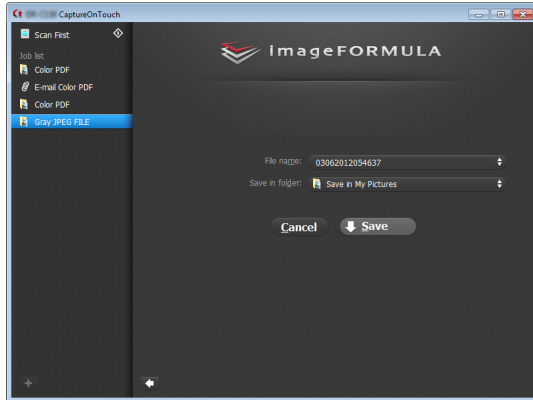 CaptureOnTouch
Scan First
Job list
Color PDF
E-mail Color PDF
Color PDF
Gray JPEG FILE
imageFORMULA
File name: 03062012054637
Save in folder: Save in My Pictures
Cancel Save